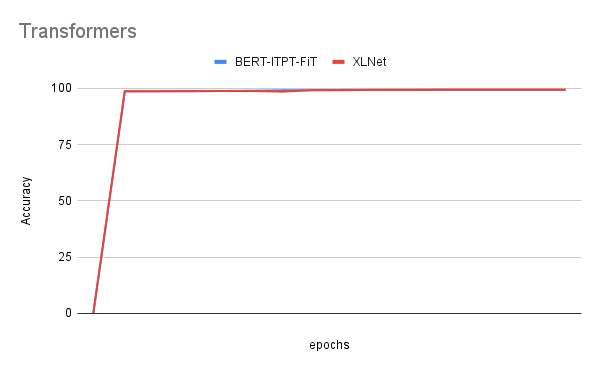 Transformers
BERT-ITPT-FiT XLNet
100
75
50
25
0
Accuracy
epochs